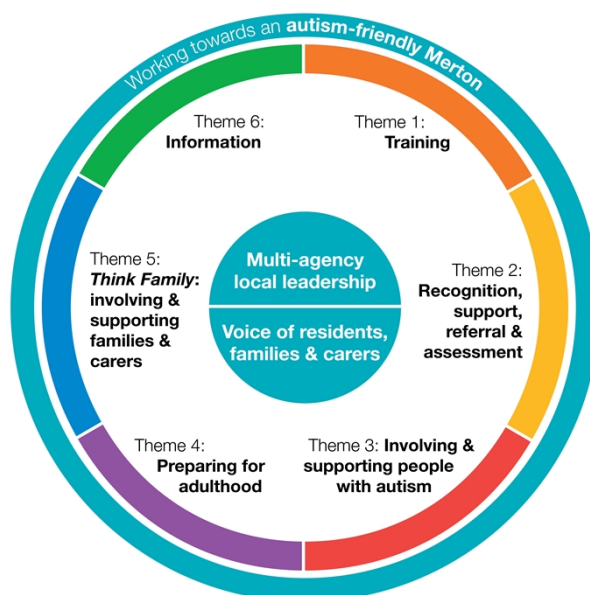 Working towards an autism-friendly Merton
Theme 6:
Information
Theme 1:
Training
Theme 5:
Think Family:
involving &
supporting
families &
carers
Multi-agency
local leadership
Voice of residents,
families & carers
Theme 2:
Recognition,
support,
referral &
assessment
Theme 4:
Preparing for
adulthood
Theme 3: Involving &
supporting people
with autism